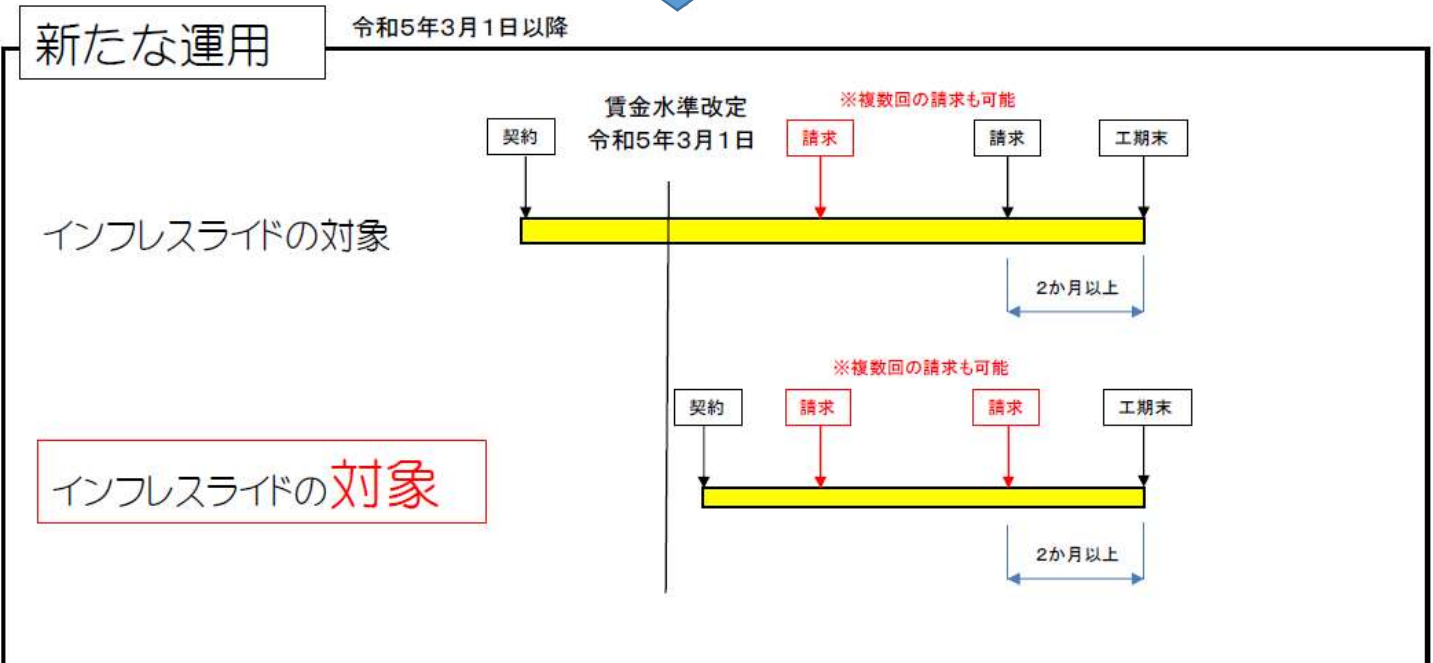 新たな運用
令和5年3月1日以降
賃金水準改定
令和5年3月1日
※複数回の請求も可能
契約
請求
請求
工期末
インフレスライドの対象
2か月以上
※複数回の請求も可能
契約
請求
請求
工期末
インフレスライドの対象
2か月以上